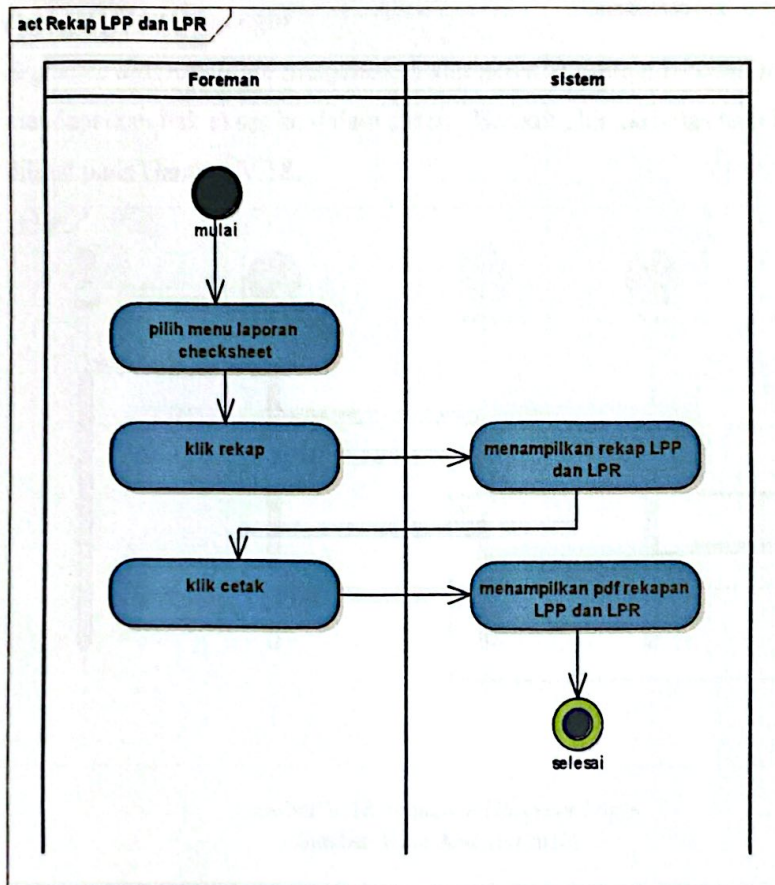 act Rekap LPP dan LPR
Foreman
sistem
mulai
pilih menu laporan
checksheet
klik rekap
menampilkan rekap LPP
dan LPR
klik cetak
menampilkan pdf rekapan
LPP dan LPR
selesai